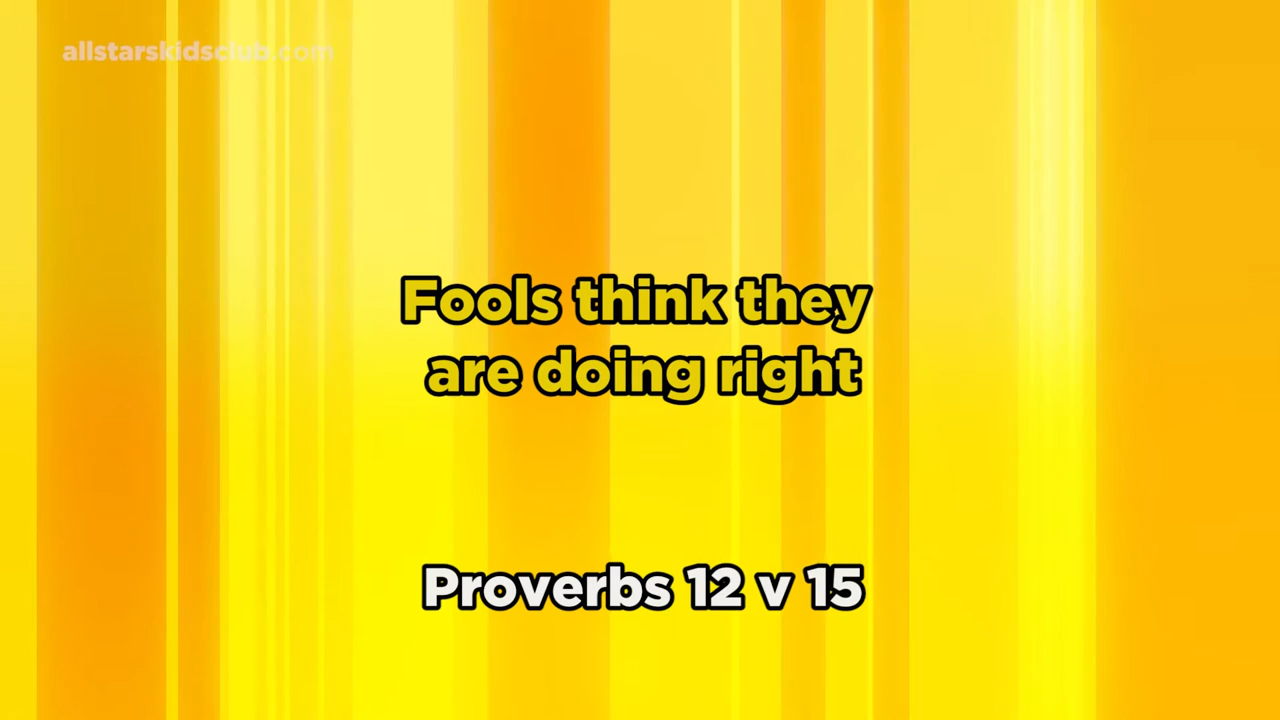 allstarskidsclub.com
Fools think they
are doing right
Proverbs 12 v 15